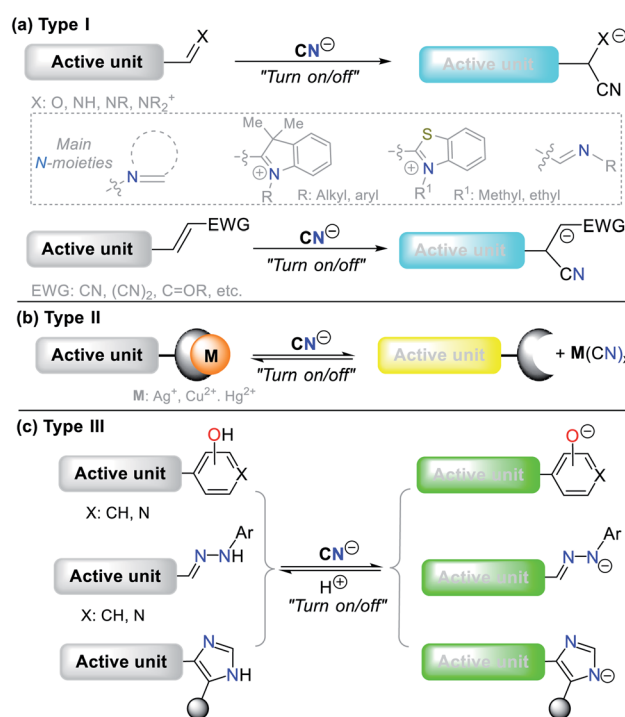 (a) Type I
X
Active unit
CN⊖
"Turn on/off"
Active unit
X⊖
CN
X: O, NH, NR, NR₂⁺
Main
N-moieties
N
Me Me
N
⊕
R
R: Alkyl, aryl
S
N
⊕
R¹
R¹: Methyl, ethyl
N
R
Active unit
EWG
CN⊖
"Turn on/off"
Active unit
⊖
EWG
CN
EWG: CN, (CN)₂, C=OR, etc.
(b) Type II
Active unit
M
CN⊖
"Turn on/off"
Active unit
+ M(CN)ₓ
M: Ag⁺, Cu²⁺. Hg²⁺
(c) Type III
OH
Active unit
X
X: CH, N
Active unit
N
N
H
Ar
X: CH, N
Active unit
N
NH
CN⊖
H⊕
"Turn on/off"
O⊖
Active unit
X
Active unit
N
N
⊖
Ar
Active unit
N
N⊖